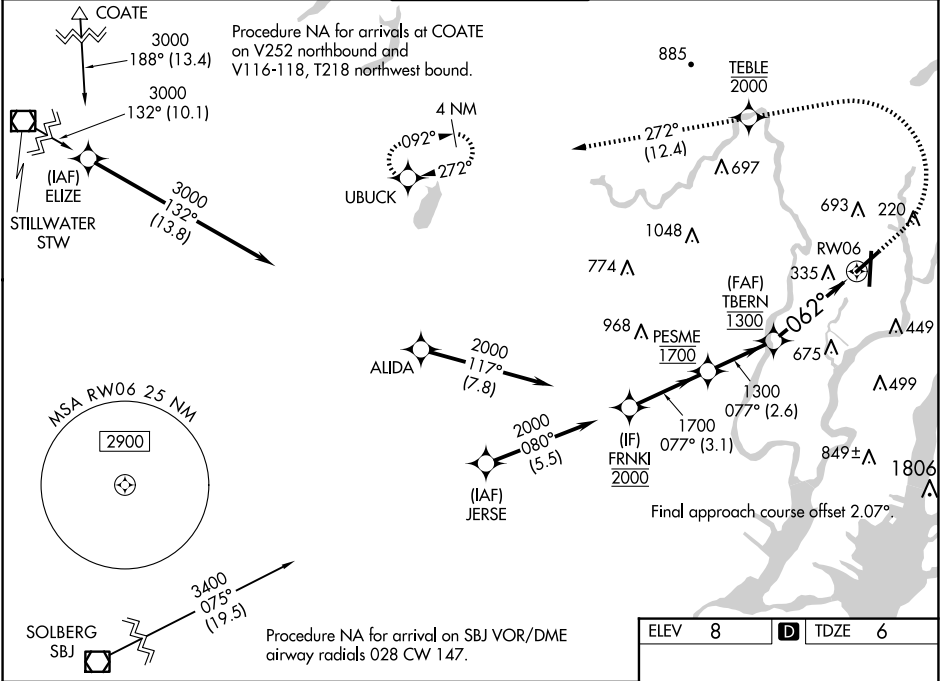 COATE
3000
188° (13.4)
Procedure NA for arrivals at COATE
on V252 northbound and
V116-118, T218 northwest bound.
3000
132° (10.1)
(IAF)
ELIZE
STILLWATER
STW
3000
132°
(13.8)
4 NM
092°
272°
UBUCK
885
TEBLE
2000
272°
(12.4)
697
693
220
1048
RW06
774
335
(FAF)
TBERN
1300
062°
968
PESME
1700
675
449
ALIDA
2000
117°
(7.8)
499
1300
077° (2.6)
MSA RW06 25 NM
2900
2000
080°
(5.5)
(IAF)
JERSE
(IF)
FRNKI
2000
1700
077° (3.1)
849±
1806
Final approach course offset 2.07°.
3400
075°
(19.5)
SOLBERG
SBJ
Procedure NA for arrival on SBJ VOR/DME
airway radials 028 CW 147.
ELEV 8 D TDZE 6